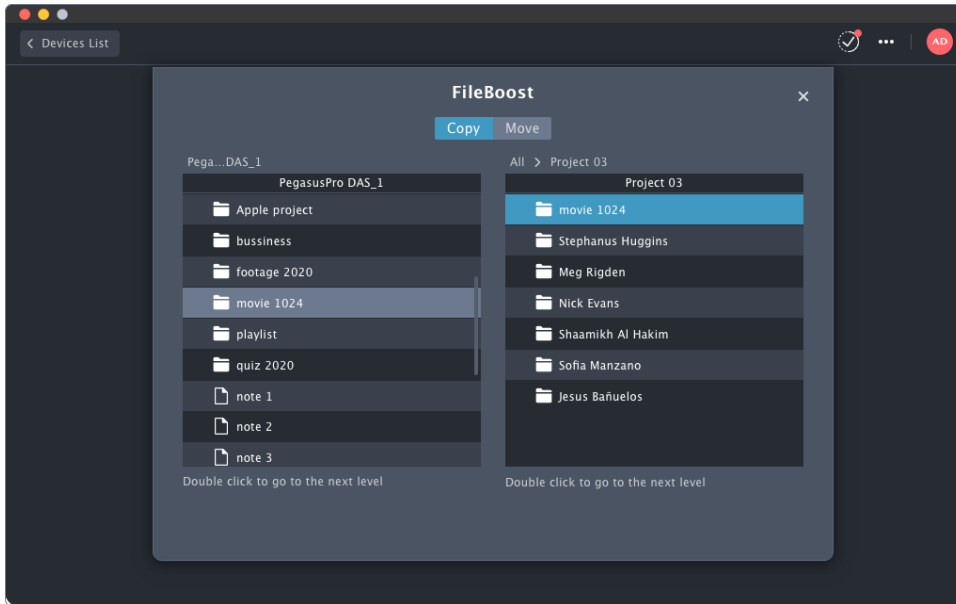 Devices List
AD
FileBoost
Copy Move
Pega...DAS_1
PegasusPro DAS_1
Apple project
bussiness
footage 2020
movie 1024
playlist
quiz 2020
note 1
note 2
note 3
Double click to go to the next level
All > Project 03
Project 03
movie 1024
Stephanus Huggins
Meg Rigden
Nick Evans
Shaamikh Al Hakim
Sofia Manzano
Jesus Bañuelos
Double click to go to the next level